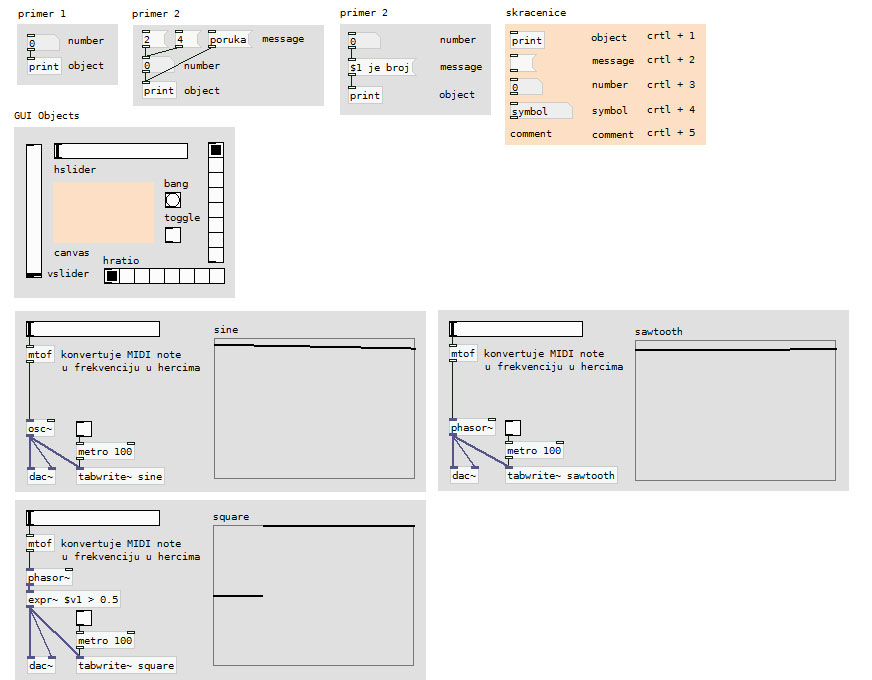 primer 1
0
number
print
object
primer 2
2
4
poruka
message
0
number
print
object
primer 2
0
number
$1 je broj
message
print
object
skracenice
print
object
crtl + 1
message
crtl + 2
0
number
crtl + 3
symbol
symbol
crtl + 4
comment
comment
crtl + 5
GUI Objects
hslider
bang
toggle
canvas
hratio
vslider
sine
mtof
konvertuje MIDI note
u frekvenciju u hercima
osc~
metro 100
dac~
tabwrite~ sine
sawtooth
mtof
konvertuje MIDI note
u frekvenciju u hercima
phasor~
metro 100
dac~
tabwrite~ sawtooth
square
mtof
konvertuje MIDI note
u frekvenciju u hercima
phasor~
expr~ $v1 > 0.5
metro 100
dac~
tabwrite~ square